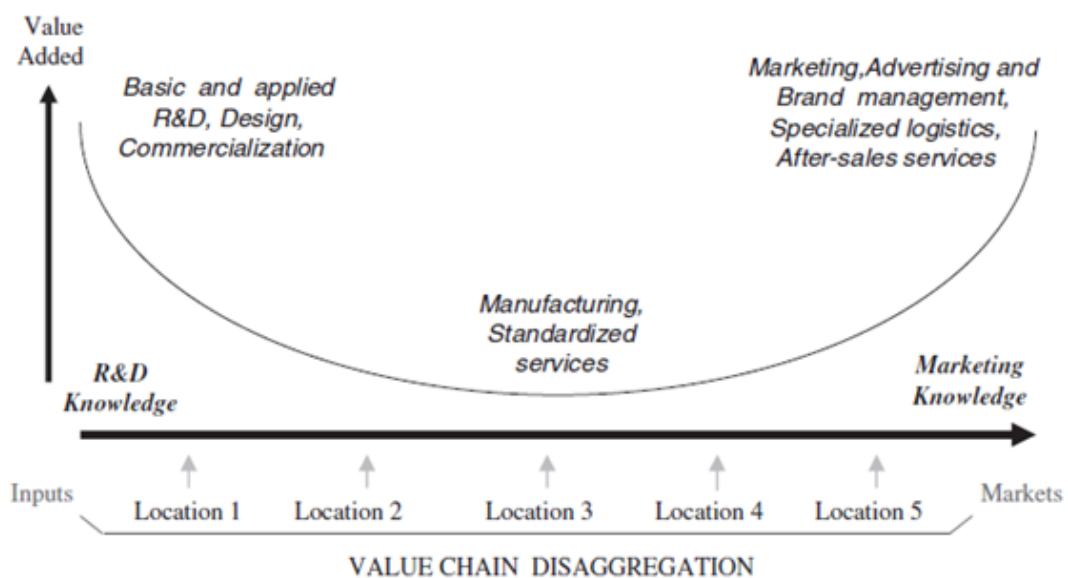 Value
Added
Basic and applied
R&D, Design,
Commercialization
Marketing,Advertising and
Brand management,
Specialized logistics,
After-sales services
Manufacturing,
Standardized
services
R&D
Knowledge
Marketing
Knowledge
Inputs
Location 1
Location 2
Location 3
Location 4
Location 5
Markets
VALUE CHAIN DISAGGREGATION